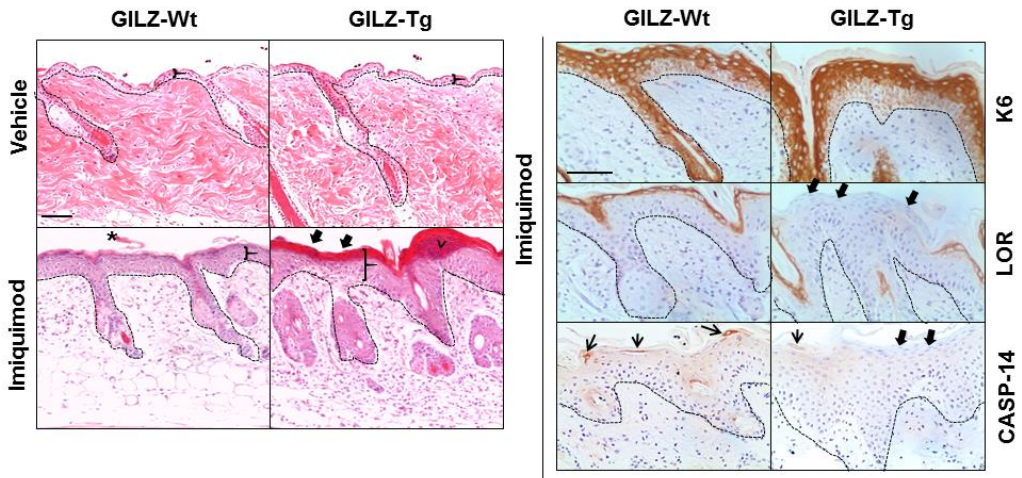 GILZ-Wt GILZ-Tg
Vehicle
*
Imiquimod
v
GILZ-Wt GILZ-Tg
Imiquimod
K6
LOR
CASP-14